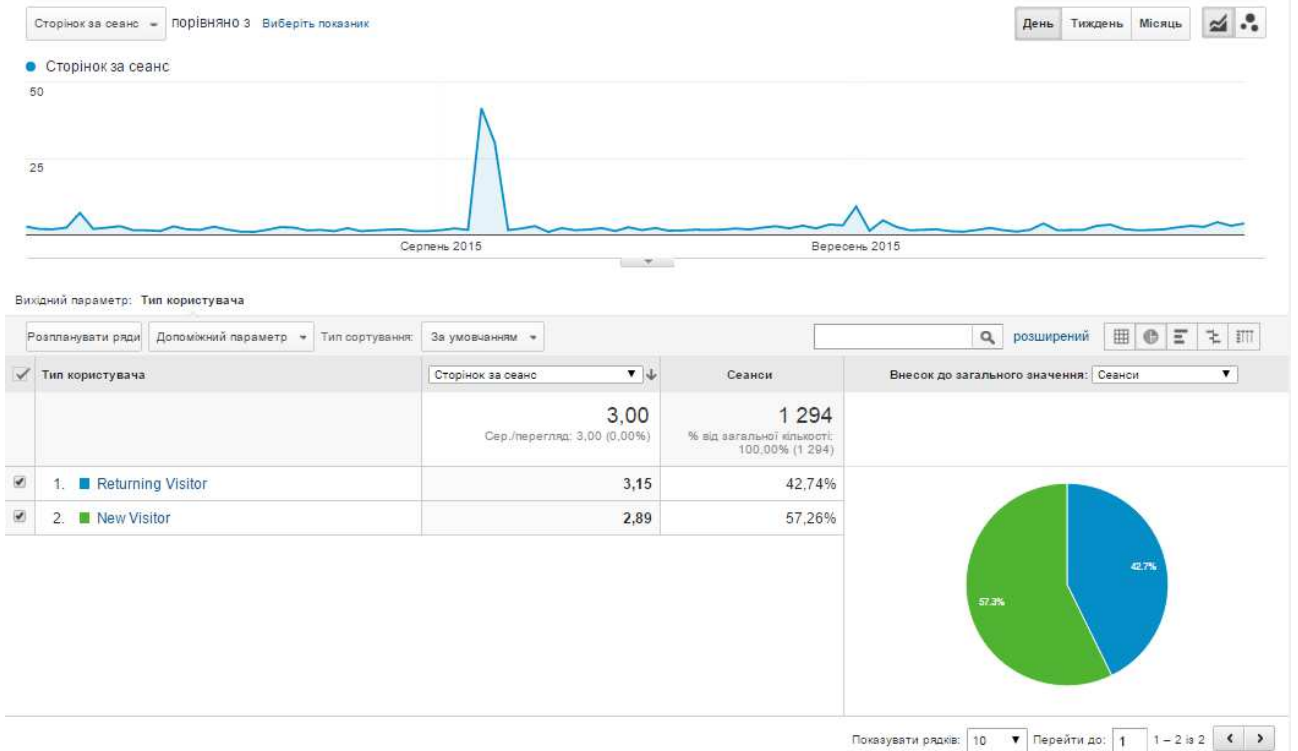 Сторінок за сеанс порівняно з Виберіть показник День Тиждень Місяць
Сторінок за сеанс
50
25
Серпень 2015 Вересень 2015
Вихідний параметр: Тип користувача
Розпланувати ряди Допоміжний параметр Тип сортування: За умовчанням розширений
Тип користувача Сторінок за сеанс Сеанси Внесок до загального значення: Сеанси
3,00 1 294
Сер./перегляд: 3,00 (0,00%) % від загальної кількості:
100,00% (1 294)
1. Returning Visitor 3,15 42,74%
2. New Visitor 2,89 57,26%
42.7%
57.3%
Показувати рядків: 10 Перейти до: 1 1 – 2 із 2